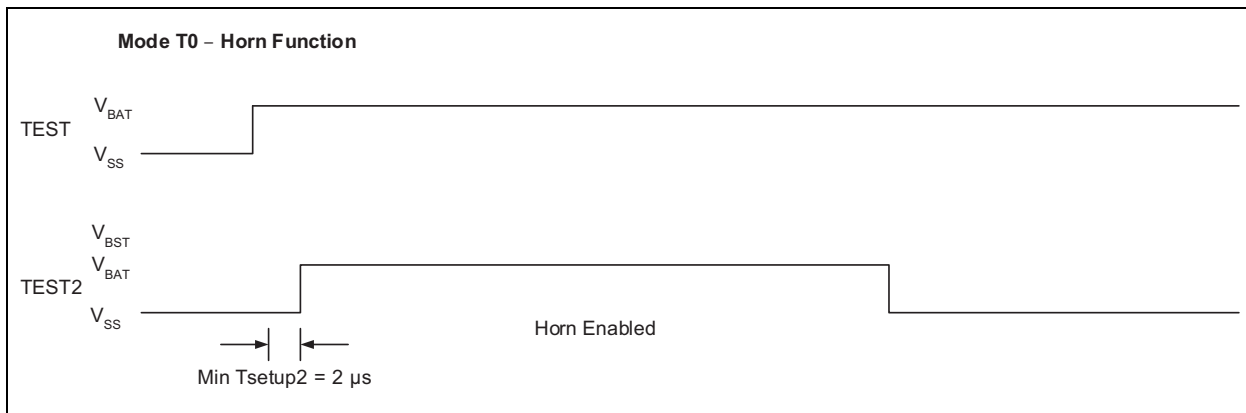 Mode T0 – Horn Function
V_BAT
TEST
V_SS
V_BST
V_BAT
TEST2
V_SS
Horn Enabled
Min Tsetup2 = 2 µs